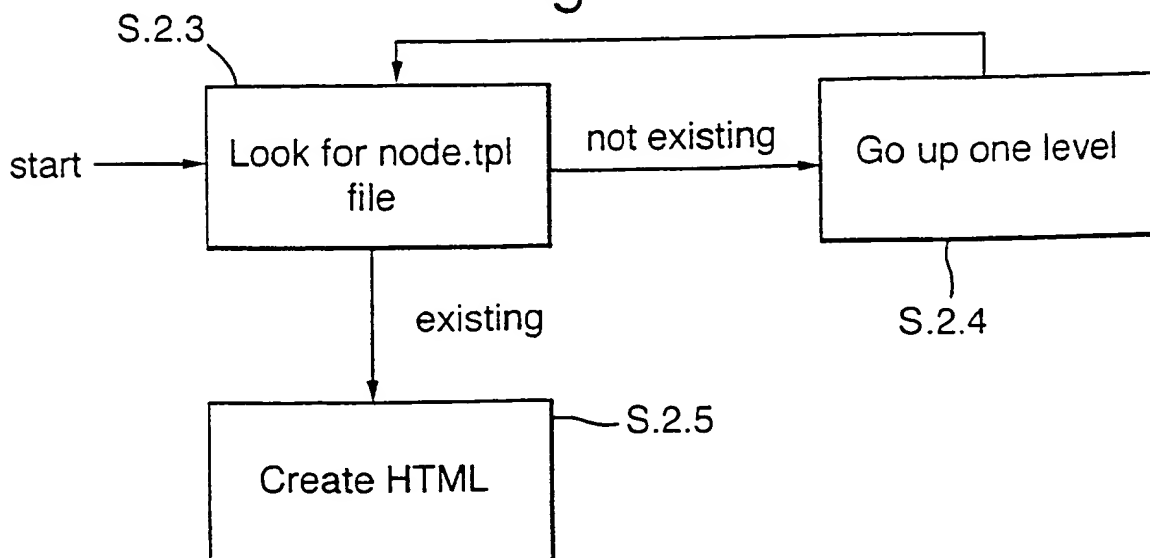 S.2.3
start
Look for node.tpl
file
not existing
Go up one level
existing
S.2.4
S.2.5
Create HTML